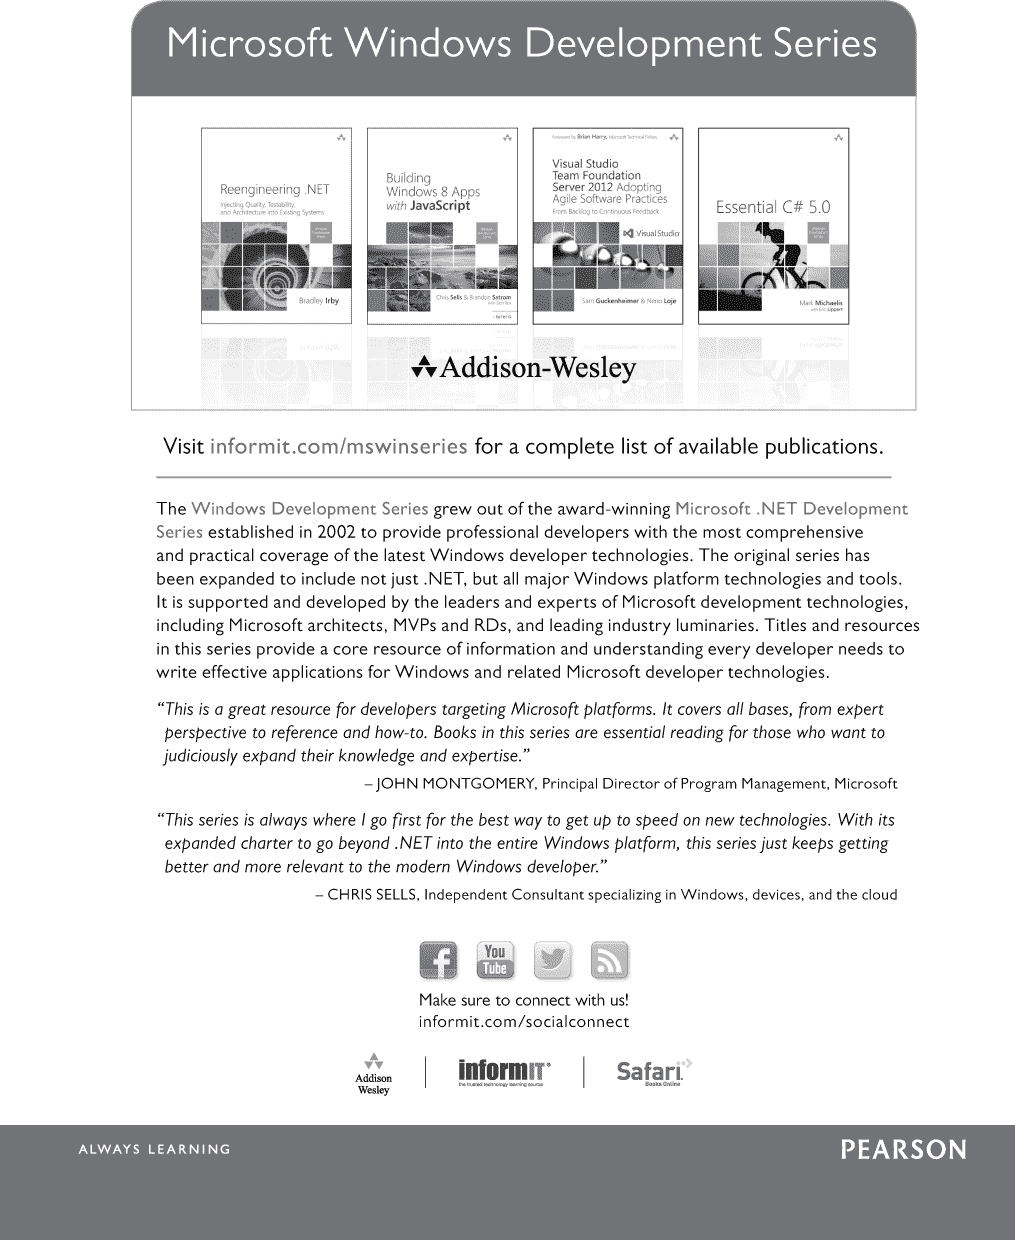 Microsoft Windows Development Series
Reengineering .NET
Injecting Quality, Testability,
and Architecture into Existing Systems
Bradley Irby
Building
Windows 8 Apps
with JavaScript
Chris Sells & Brandon Satrom
Foreword by Brian Harry, Microsoft Technical Fellow
Visual Studio
Team Foundation
Server 2012 Adopting
Agile Software Practices
From Backlog to Continuous Feedback
Visual Studio
Sam Guckenheimer & Neno Loje
Essential C# 5.0
Mark Michaelis
with Eric Lippert
Addison-Wesley
Visit informit.com/mswinseries for a complete list of available publications.
The Windows Development Series grew out of the award-winning Microsoft .NET Development
Series established in 2002 to provide professional developers with the most comprehensive
and practical coverage of the latest Windows developer technologies. The original series has
been expanded to include not just .NET, but all major Windows platform technologies and tools.
It is supported and developed by the leaders and experts of Microsoft development technologies,
including Microsoft architects, MVPs and RDs, and leading industry luminaries. Titles and resources
in this series provide a core resource of information and understanding every developer needs to
write effective applications for Windows and related Microsoft developer technologies.
“This is a great resource for developers targeting Microsoft platforms. It covers all bases, from expert
perspective to reference and how-to. Books in this series are essential reading for those who want to
judiciously expand their knowledge and expertise.”
– JOHN MONTGOMERY, Principal Director of Program Management, Microsoft
“This series is always where I go first for the best way to get up to speed on new technologies. With its
expanded charter to go beyond .NET into the entire Windows platform, this series just keeps getting
better and more relevant to the modern Windows developer.”
– CHRIS SELLS, Independent Consultant specializing in Windows, devices, and the cloud
You
Tube
Make sure to connect with us!
informit.com/socialconnect
Addison
Wesley
informIT
the trusted technology learning source
Safari
Books Online
ALWAYS LEARNING
PEARSON